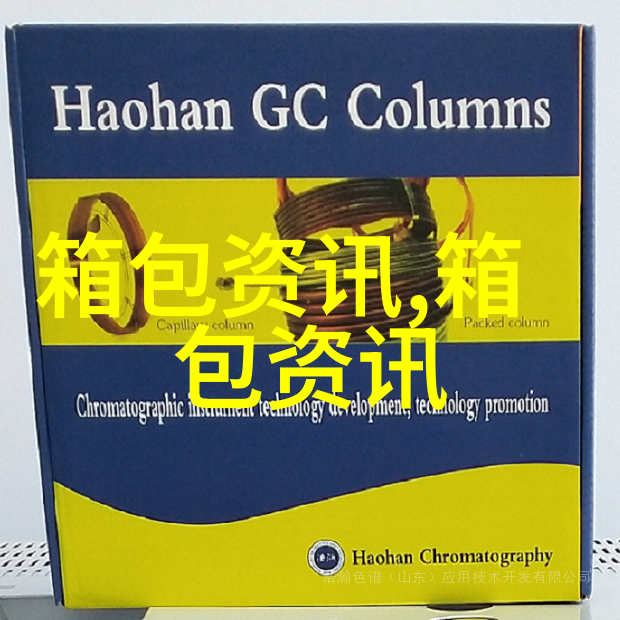 Haohan GC Columns
箱包资讯,箱
包资讯
Capillary column
Packed column
Chromatographic instrument technology development, technology promotion
Haohan Chromatography
浩瀚色谱（山东）应用技术开发有限公司